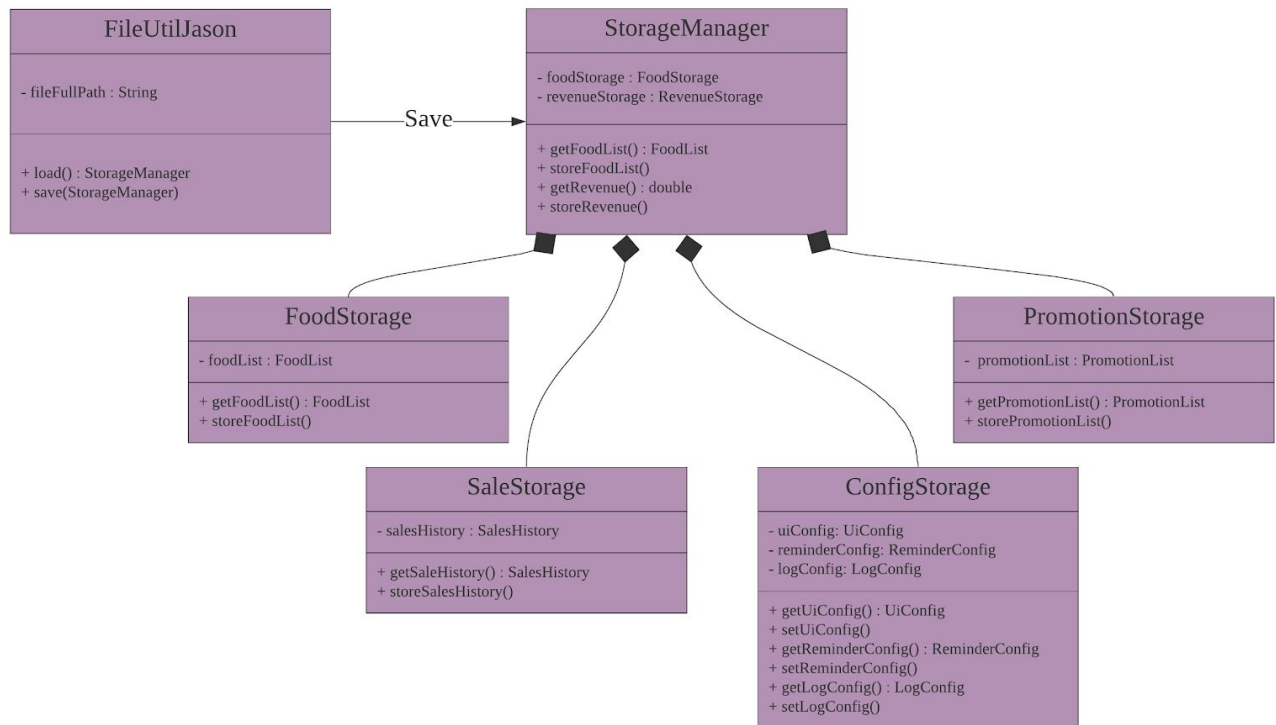 FileUtilJason
- fileFullPath : String
+ load() : StorageManager
+ save(StorageManager)
Save
StorageManager
- foodStorage : FoodStorage
- revenueStorage : RevenueStorage
+ getFoodList() : FoodList
+ storeFoodList()
+ getRevenue() : double
+ storeRevenue()
FoodStorage
- foodList : FoodList
+ getFoodList() : FoodList
+ storeFoodList()
PromotionStorage
- promotionList : PromotionList
+ getPromotionList() : PromotionList
+ storePromotionList()
SaleStorage
- salesHistory : SalesHistory
+ getSaleHistory() : SalesHistory
+ storeSalesHistory()
ConfigStorage
- uiConfig: UiConfig
- reminderConfig: ReminderConfig
- logConfig: LogConfig
+ getUiConfig() : UiConfig
+ setUiConfig()
+ getReminderConfig() : ReminderConfig
+ setReminderConfig()
+ getLogConfig() : LogConfig
+ setLogConfig()